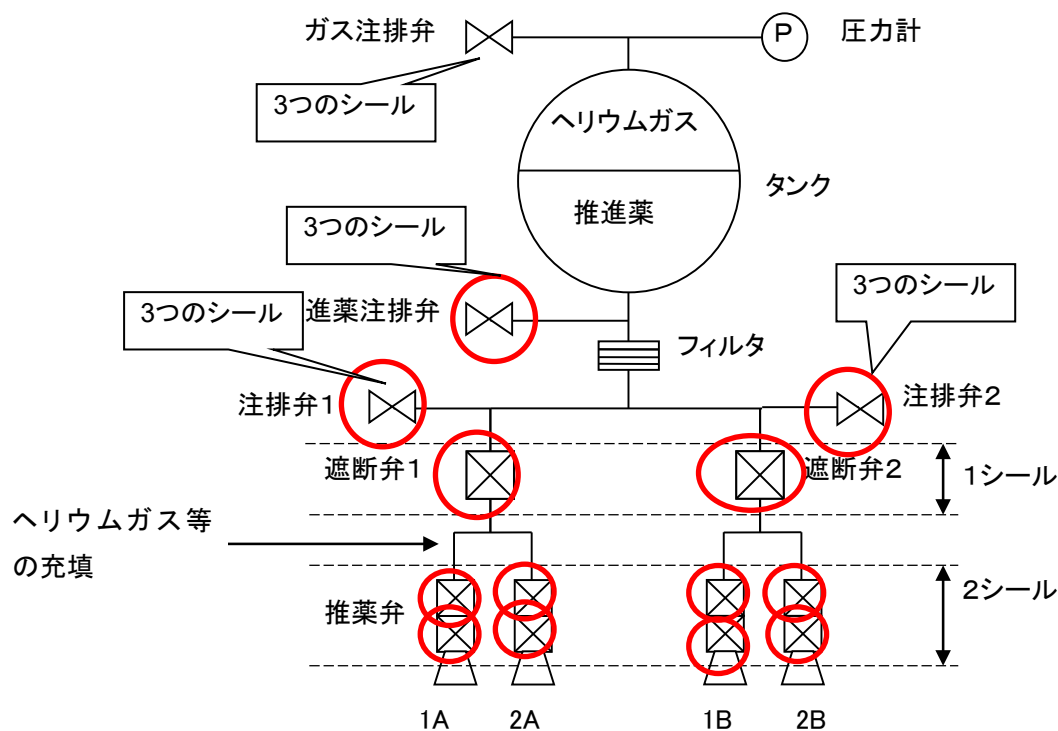 ガス注排弁
P
圧力計
3つのシール
ヘリウムガス
タンク
推進薬
3つのシール
3つのシール
3つのシール
進薬注排弁
フィルタ
注排弁1
注排弁2
遮断弁1
遮断弁2
1シール
ヘリウムガス等
の充填
2シール
推薬弁
1A
2A
1B
2B